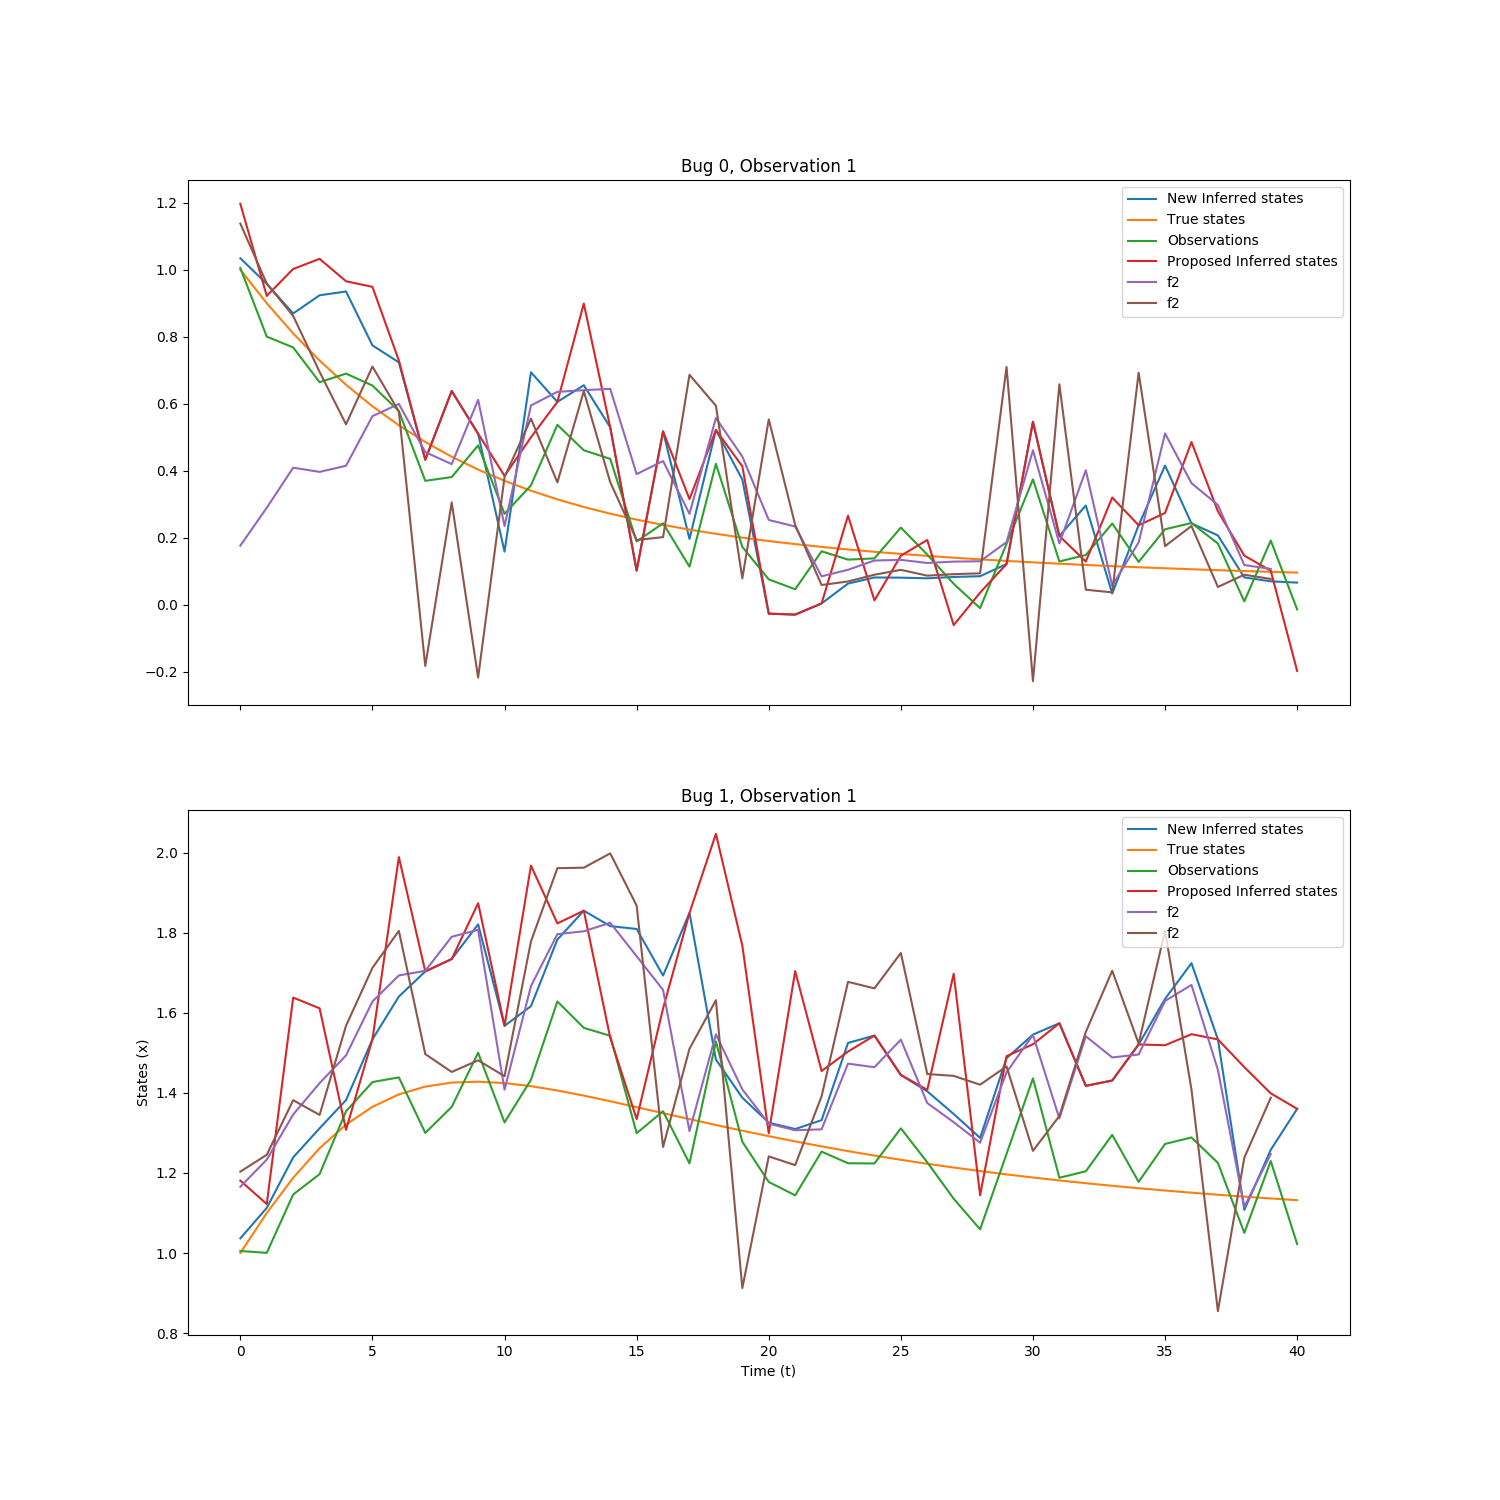 Bug 0, Observation 1
1.2
1.0
0.8
0.6
0.4
0.2
0.0
−0.2
New Inferred states
True states
Observations
Proposed Inferred states
f2
f2
Bug 1, Observation 1
2.0
1.8
1.6
1.4
1.2
1.0
0.8
States (x)
New Inferred states
True states
Observations
Proposed Inferred states
f2
f2
0 5 10 15 20 25 30 35 40
Time (t)